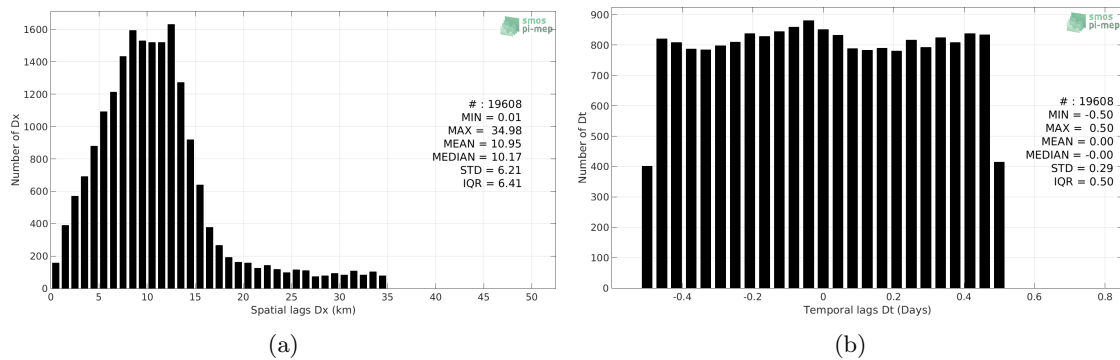 smos
pi-mep
1600
1400
1200
1000
800
600
400
200
0
Number of Dx
# : 19608
MIN = 0.01
MAX = 34.98
MEAN = 10.95
MEDIAN = 10.17
STD = 6.21
IQR = 6.41
0 5 10 15 20 25 30 35 40 45 50
Spatial lags Dx (km)
(a)
smos
pi-mep
900
800
700
600
500
400
300
200
100
0
Number of Dt
# : 19608
MIN = -0.50
MAX = 0.50
MEAN = 0.00
MEDIAN = -0.00
STD = 0.29
IQR = 0.50
-0.4 -0.2 0 0.2 0.4 0.6 0.8
Temporal lags Dt (Days)
(b)